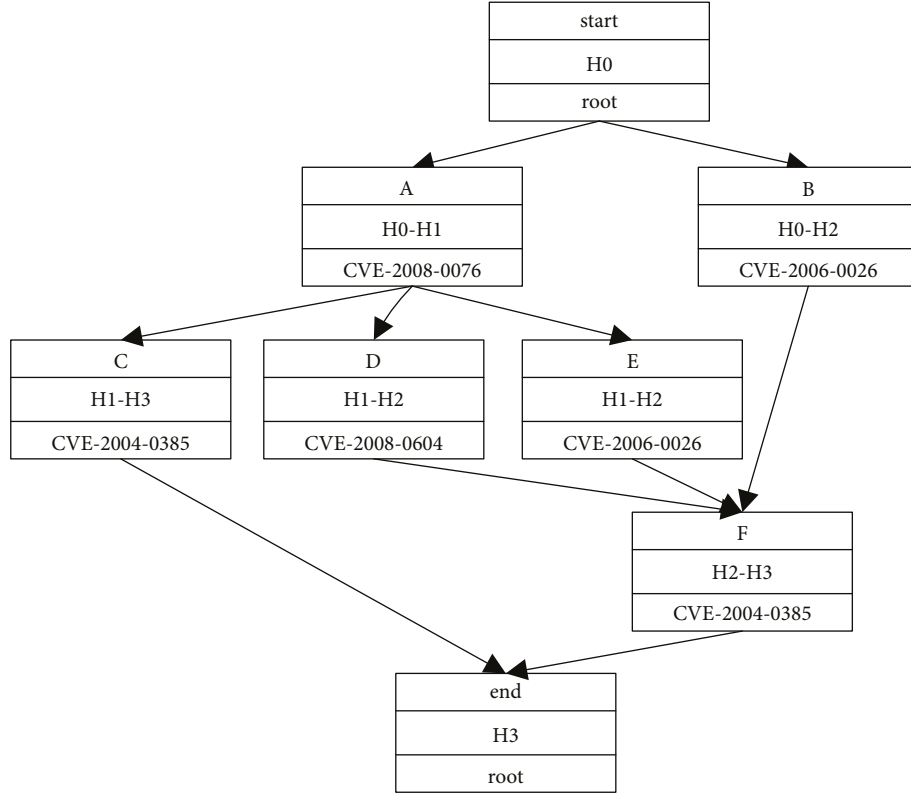 start
H0
root
A
H0-H1
CVE-2008-0076
B
H0-H2
CVE-2006-0026
C
H1-H3
CVE-2004-0385
D
H1-H2
CVE-2008-0604
E
H1-H2
CVE-2006-0026
F
H2-H3
CVE-2004-0385
end
H3
root